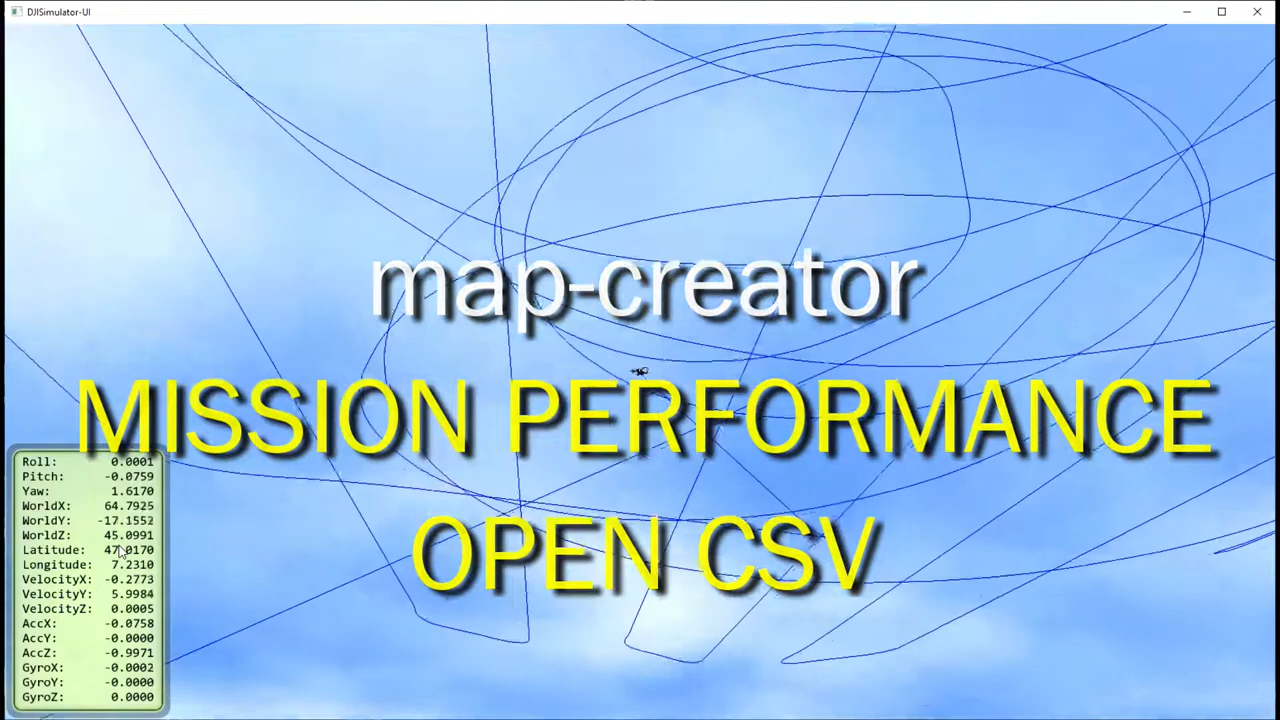 DJISimulator-UI
map-creator
MISSION PERFORMANCE
OPEN CSV
Roll: 0.0001
Pitch: -0.0759
Yaw: 1.6170
WorldX: 64.7925
WorldY: -17.1552
WorldZ: 45.0991
Latitude: 47.0170
Longitude: 7.2310
VelocityX: -0.2773
VelocityY: 5.9984
VelocityZ: 0.0005
AccX: -0.0758
AccY: -0.0000
AccZ: -0.9971
GyroX: -0.0002
GyroY: -0.0000
GyroZ: 0.0000